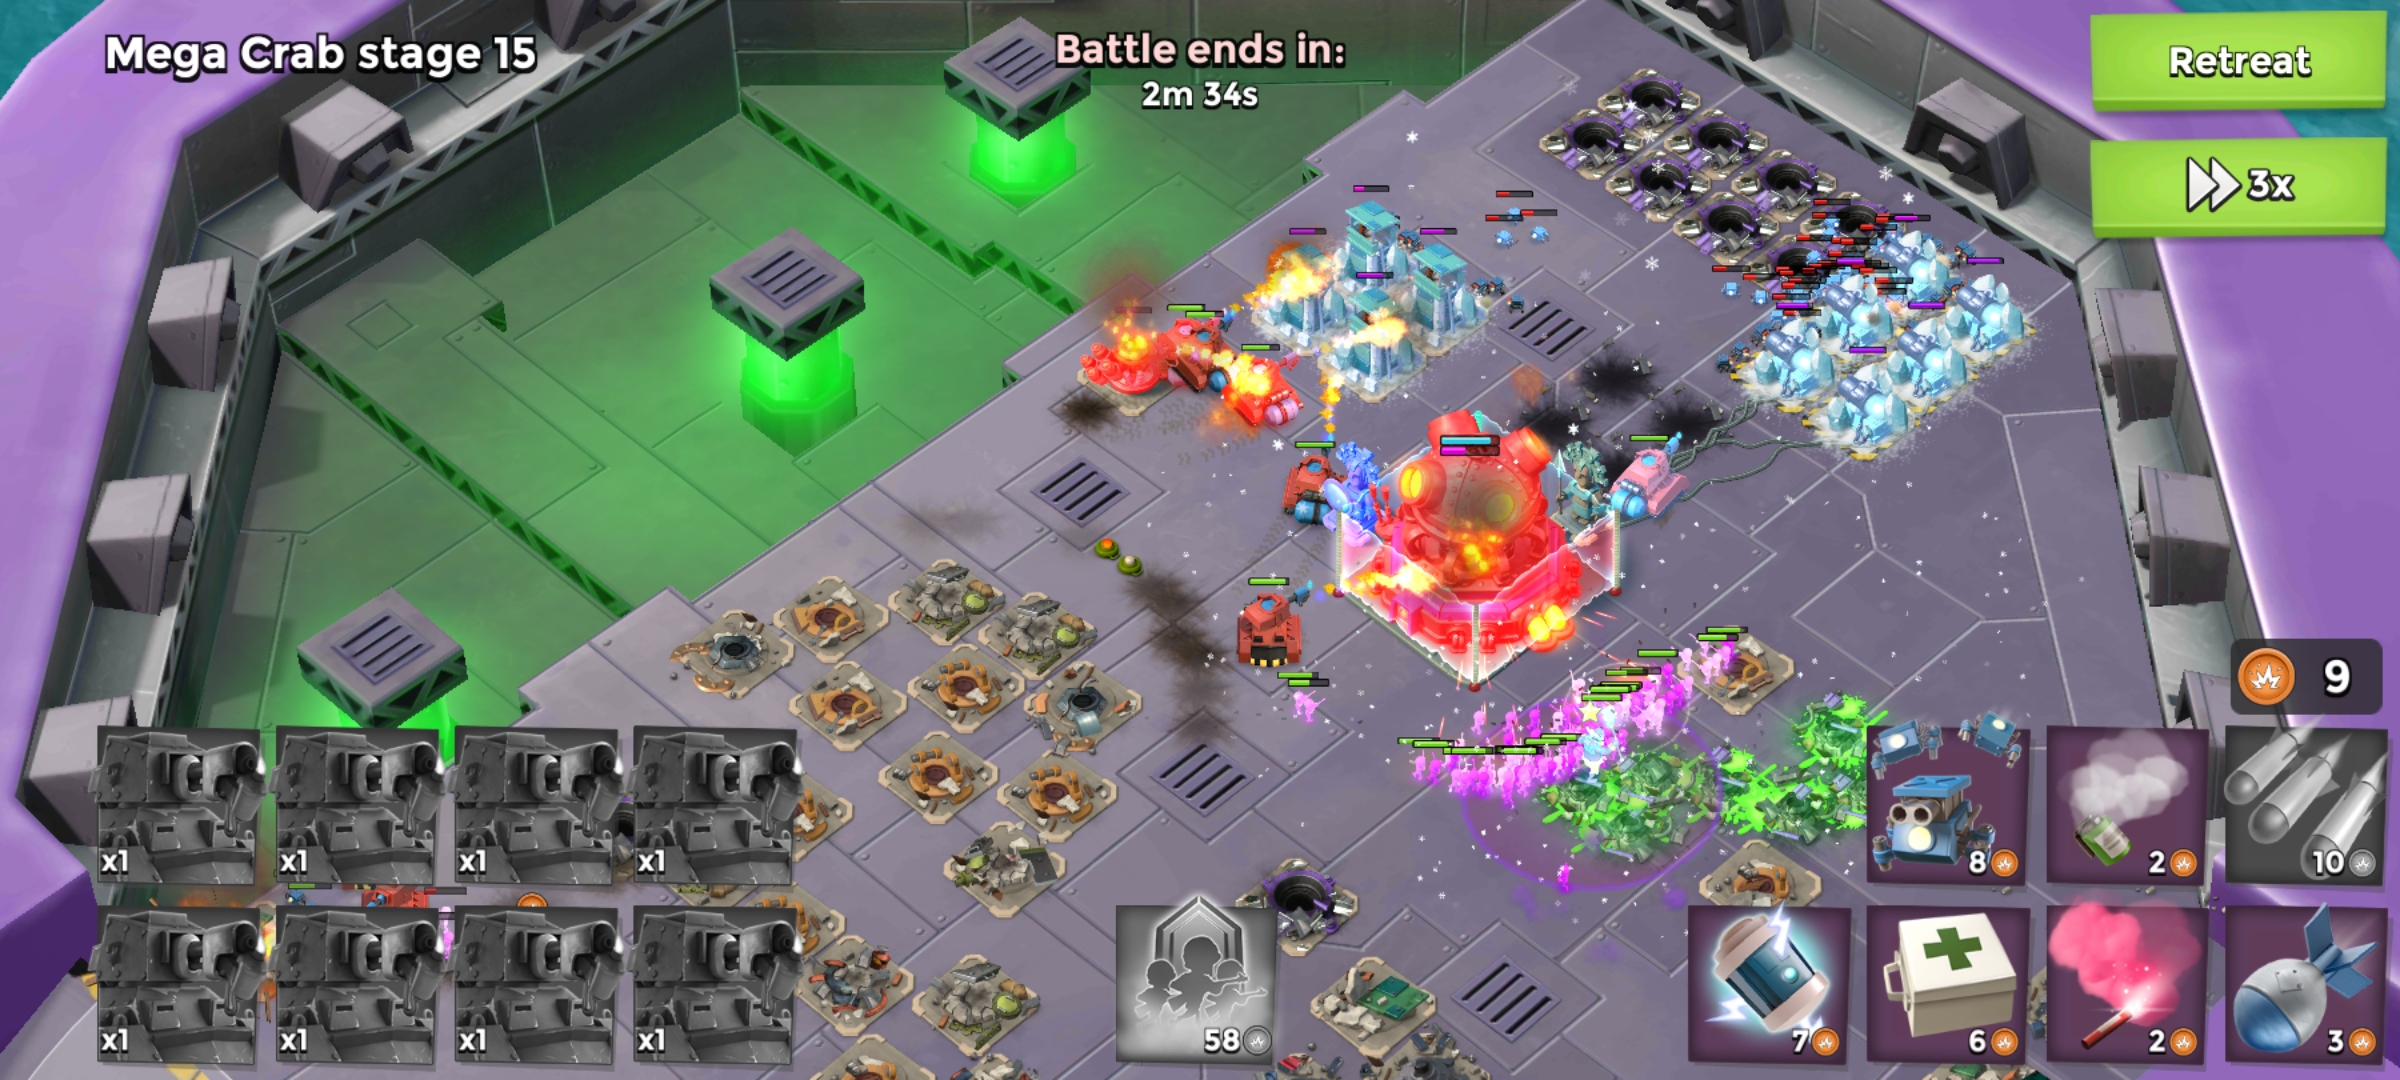 Mega Crab stage 15
Battle ends in:
2m 34s
Retreat
3x
9
x1
x1
x1
x1
8
2
10
x1
x1
x1
x1
58
7
6
2
3